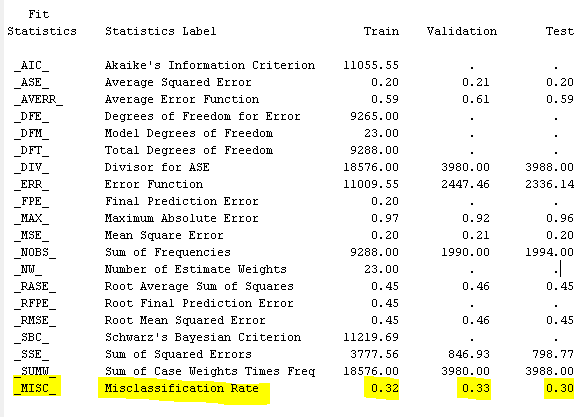 Fit
Statistics Statistics Label Train Validation Test
_AIC_ Akaike's Information Criterion 11055.55 . .
_ASE_ Average Squared Error 0.20 0.21 0.20
_AVERR_ Average Error Function 0.59 0.61 0.59
_DFE_ Degrees of Freedom for Error 9265.00 . .
_DFM_ Model Degrees of Freedom 23.00 . .
_DFT_ Total Degrees of Freedom 9288.00 . .
_DIV_ Divisor for ASE 18576.00 3980.00 3988.00
_ERR_ Error Function 11009.55 2447.46 2336.14
_FPE_ Final Prediction Error 0.20 . .
_MAX_ Maximum Absolute Error 0.97 0.92 0.96
_MSE_ Mean Square Error 0.20 0.21 0.20
_NOBS_ Sum of Frequencies 9288.00 1990.00 1994.00
_NW_ Number of Estimate Weights 23.00 . .
_RASE_ Root Average Sum of Squares 0.45 0.46 0.45
_RFPE_ Root Final Prediction Error 0.45 . .
_RMSE_ Root Mean Squared Error 0.45 0.46 0.45
_SBC_ Schwarz's Bayesian Criterion 11219.69 . .
_SSE_ Sum of Squared Errors 3777.56 846.93 798.77
_SUMW_ Sum of Case Weights Times Freq 18576.00 3980.00 3988.00
_MISC_ Misclassification Rate 0.32 0.33 0.30